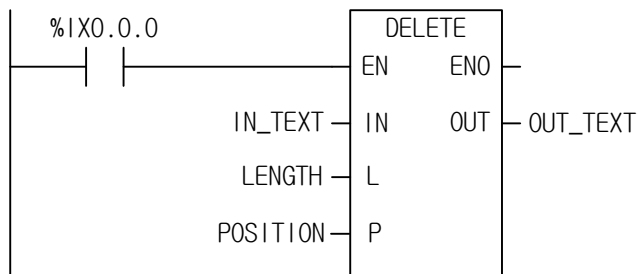 %IX0.0.0 DELETE
EN ENO
IN_TEXT IN OUT OUT_TEXT
LENGTH L
POSITION P